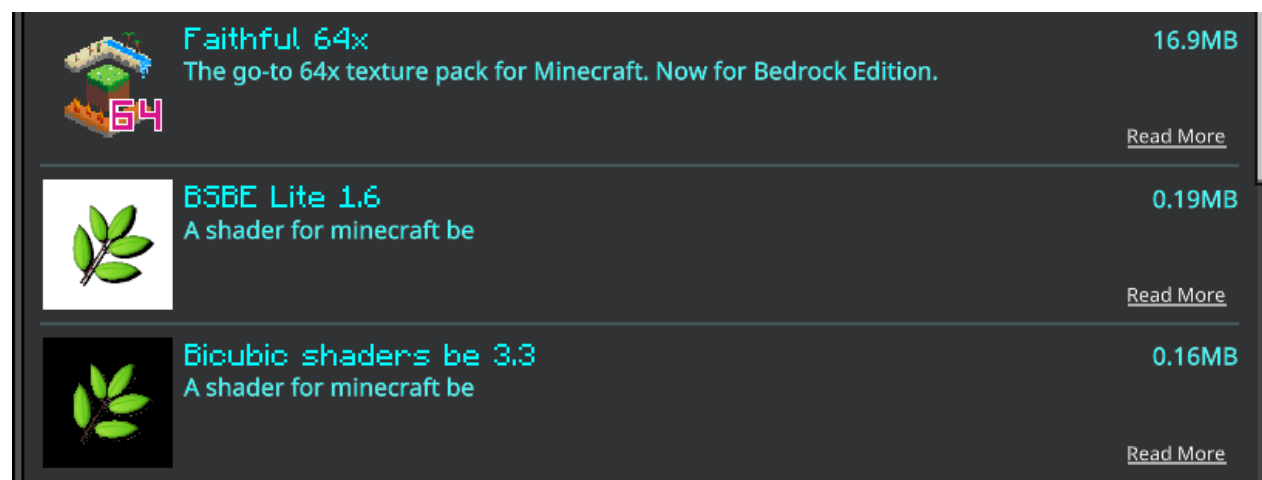 Faithful 64x
16.9MB
The go-to 64x texture pack for Minecraft. Now for Bedrock Edition.
64
Read More
BSBE Lite 1.6
0.19MB
A shader for minecraft be
Read More
Bicubic shaders be 3.3
0.16MB
A shader for minecraft be
Read More